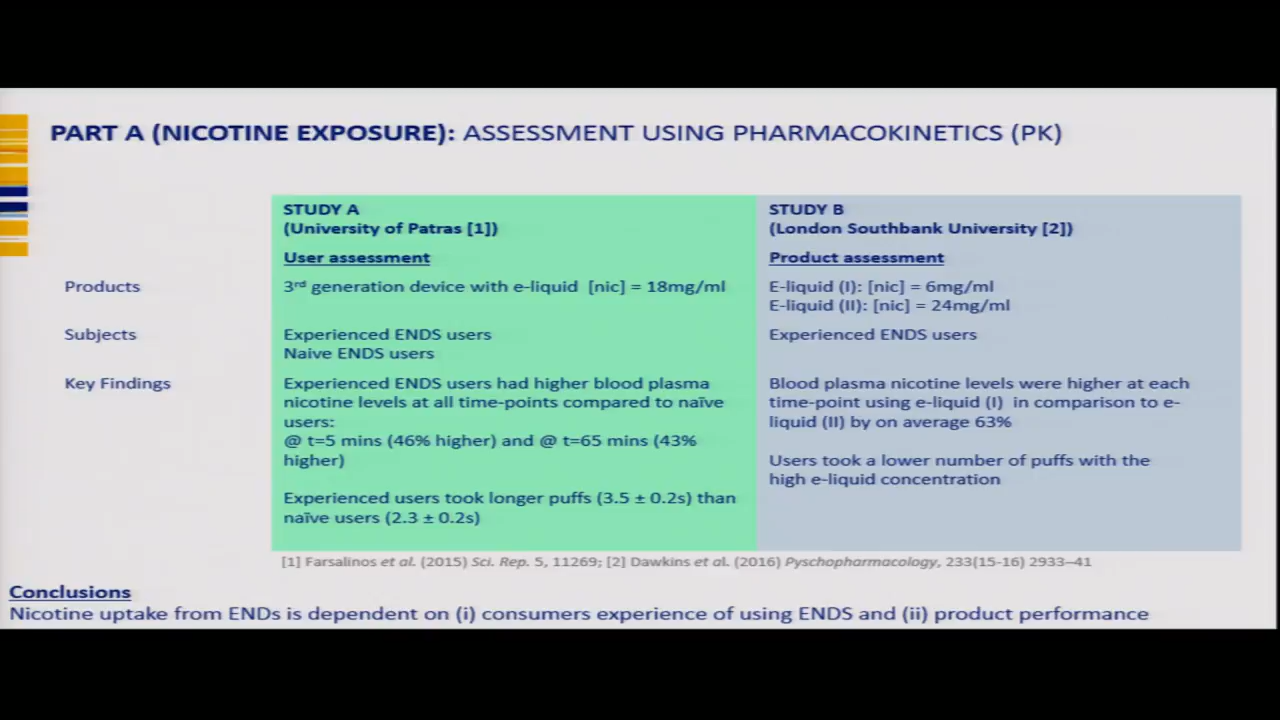 PART A (NICOTINE EXPOSURE): ASSESSMENT USING PHARMACOKINETICS (PK)
STUDY A
(University of Patras [1])
User assessment
STUDY B
(London Southbank University [2])
Product assessment
Products
3rd generation device with e-liquid [nic] = 18mg/ml
E-liquid (I): [nic] = 6mg/ml
E-liquid (II): [nic] = 24mg/ml
Subjects
Experienced ENDS users
Naive ENDS users
Experienced ENDS users
Key Findings
Experienced ENDS users had higher blood plasma
nicotine levels at all time-points compared to naïve
users:
@ t=5 mins (46% higher) and @ t=65 mins (43%
higher)
Experienced users took longer puffs (3.5 ± 0.2s) than
naïve users (2.3 ± 0.2s)
Blood plasma nicotine levels were higher at each
time-point using e-liquid (I) in comparison to e-
liquid (II) by on average 63%
Users took a lower number of puffs with the
high e-liquid concentration
[1] Farsalinos et al. (2015) Sci. Rep. 5, 11269; [2] Dawkins et al. (2016) Pyschopharmacology, 233(15-16) 2933–41
Conclusions
Nicotine uptake from ENDs is dependent on (i) consumers experience of using ENDS and (ii) product performance